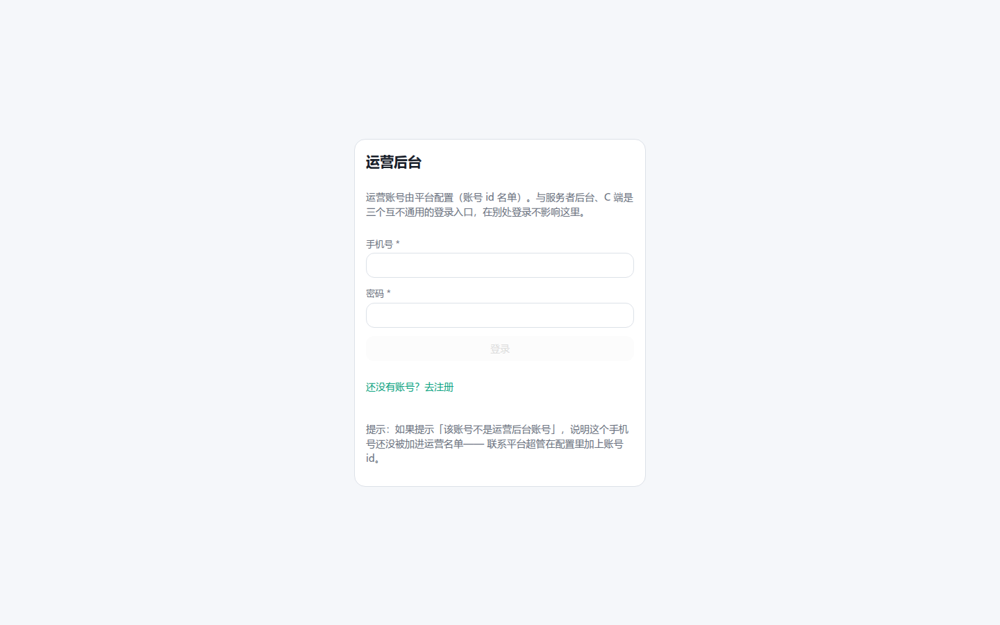 运营后台
运营账号由平台配置（账号 id 名单）。与服务者后台、C 端是
三个互不通用的登录入口，在别处登录不影响这里。
手机号 *
密码 *
登录
还没有账号？去注册
提示：如果提示「该账号不是运营后台账号」，说明这个手机
号还没被加进运营名单—— 联系平台超管在配置里加上账号
id。